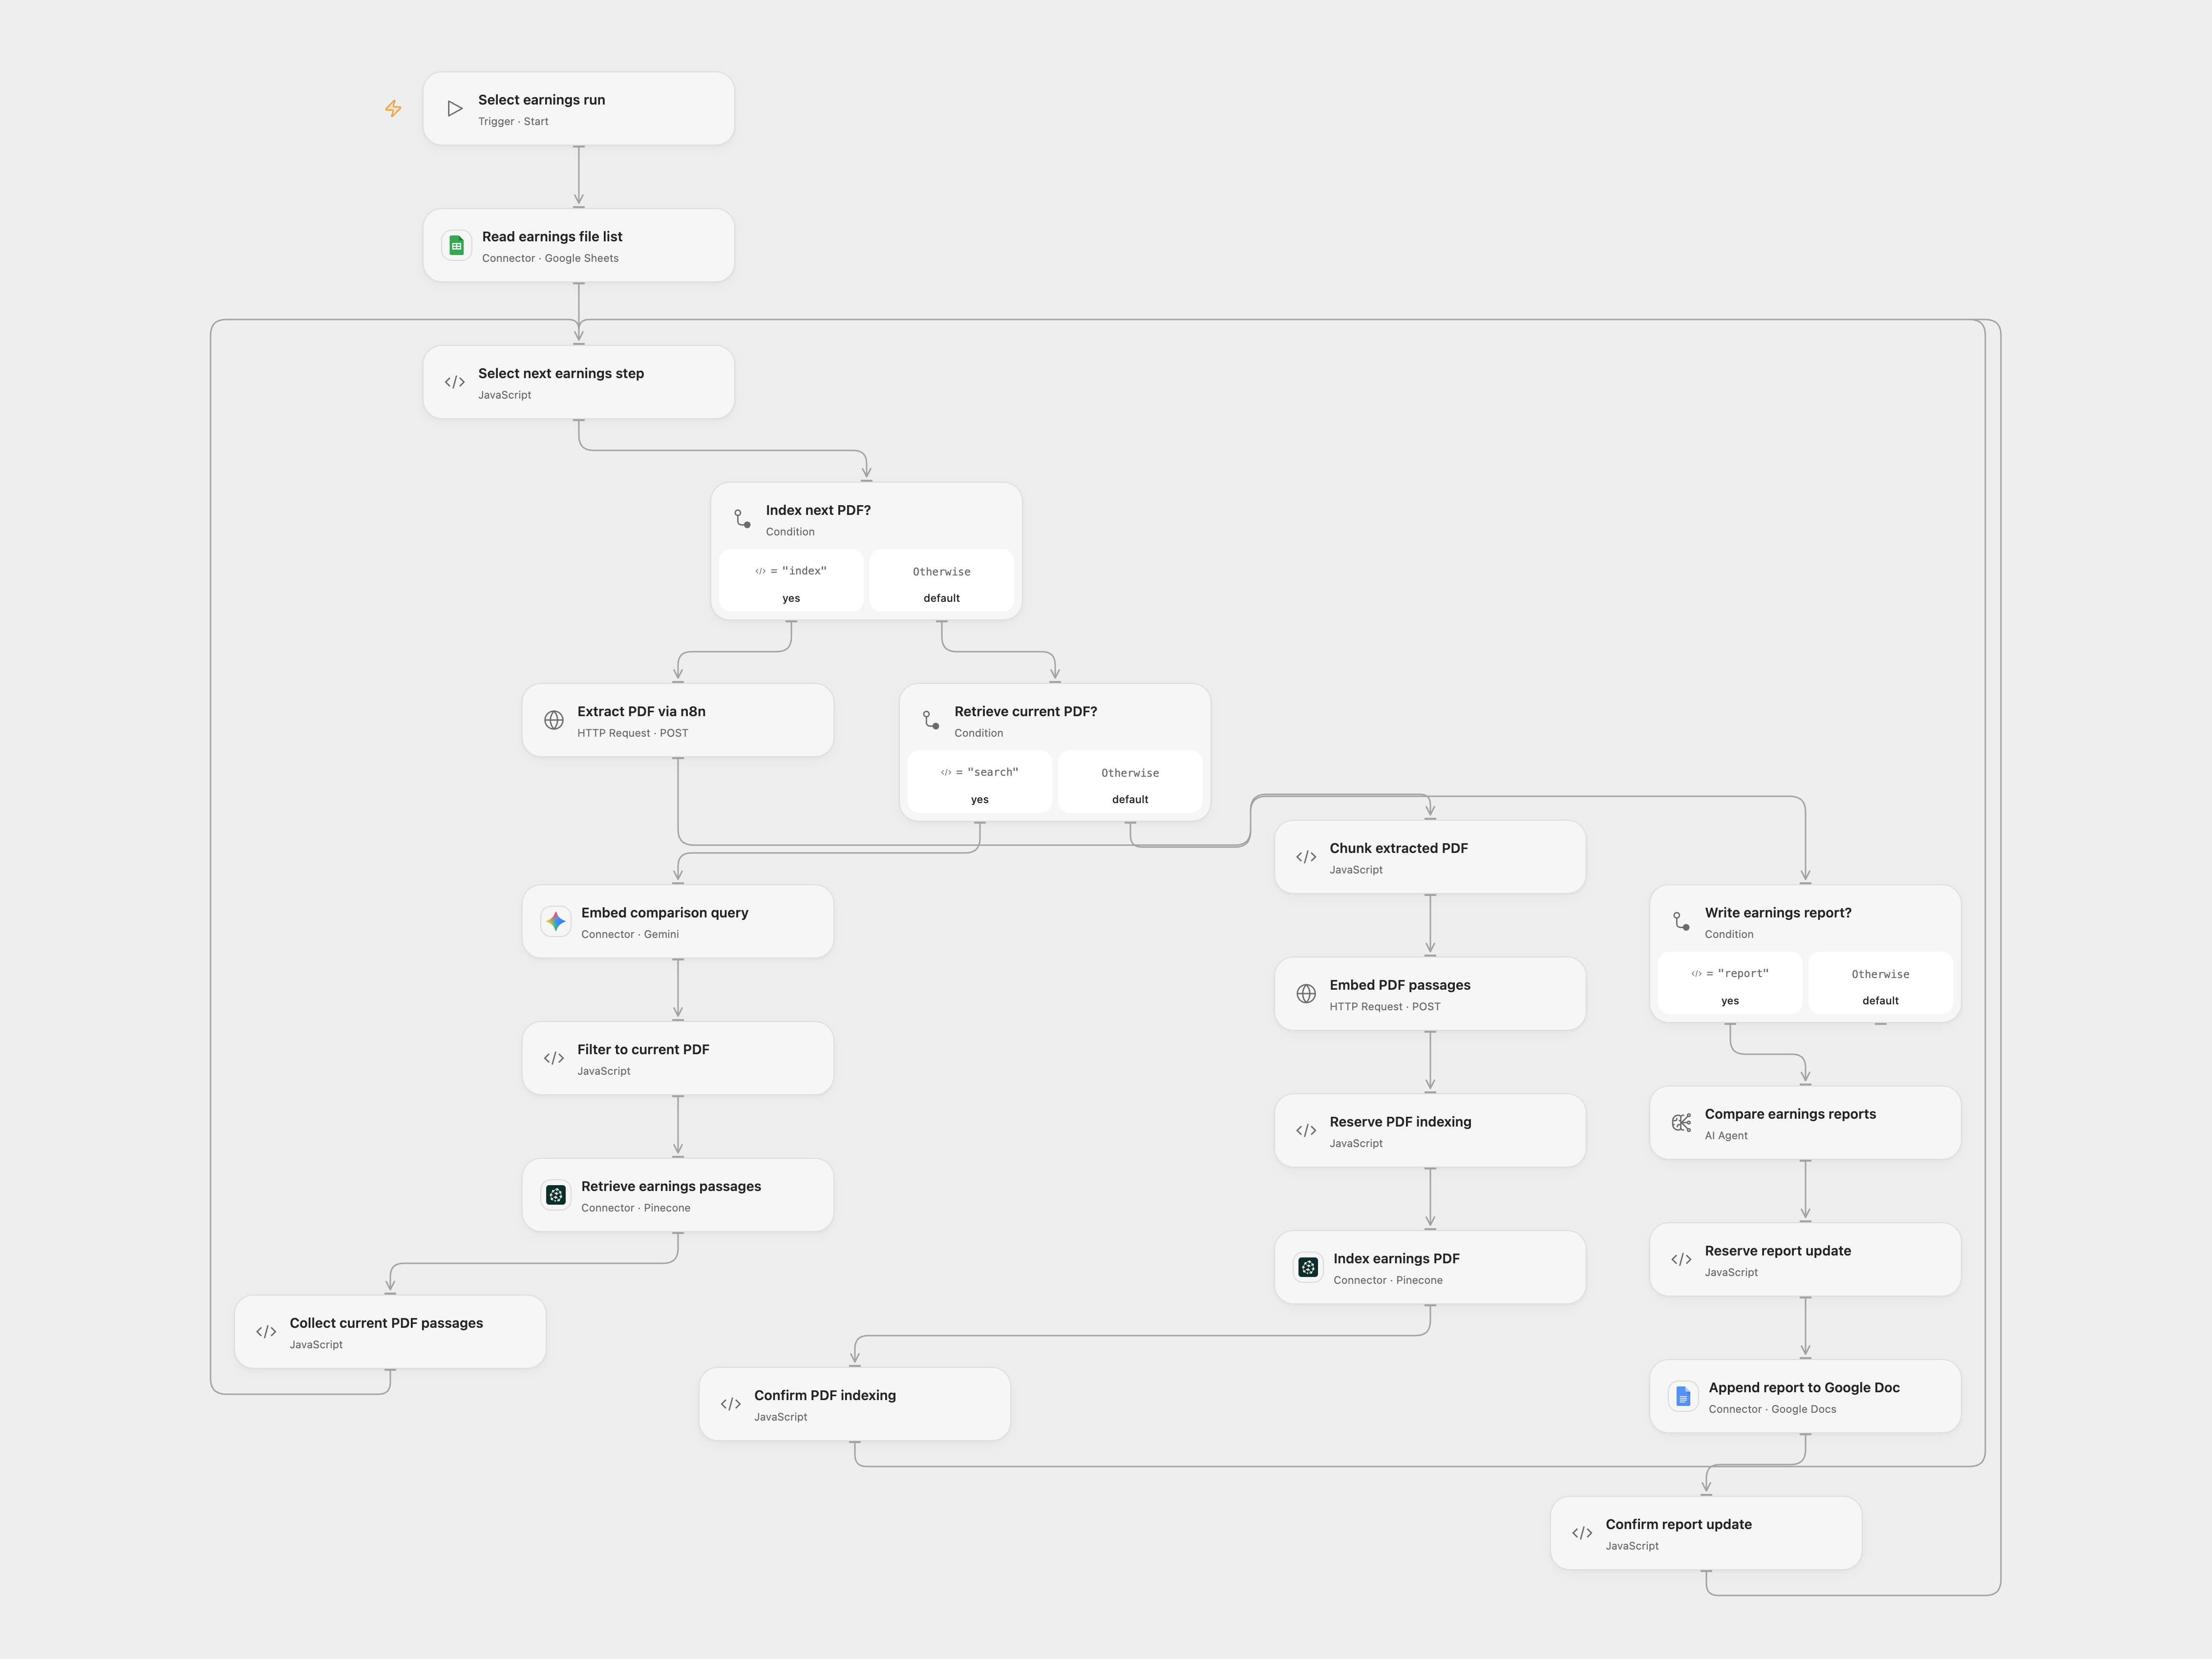 Select earnings run
Trigger · Start
Read earnings file list
Connector · Google Sheets
Select next earnings step
JavaScript
Index next PDF?
Condition
</> = "index"
yes
Otherwise
default
Extract PDF via n8n
HTTP Request · POST
Retrieve current PDF?
Condition
</> = "search"
yes
Otherwise
default
Embed comparison query
Connector · Gemini
Filter to current PDF
JavaScript
Retrieve earnings passages
Connector · Pinecone
Collect current PDF passages
JavaScript
Chunk extracted PDF
JavaScript
Embed PDF passages
HTTP Request · POST
Reserve PDF indexing
JavaScript
Index earnings PDF
Connector · Pinecone
Confirm PDF indexing
JavaScript
Write earnings report?
Condition
</> = "report"
yes
Otherwise
default
Compare earnings reports
AI Agent
Reserve report update
JavaScript
Append report to Google Doc
Connector · Google Docs
Confirm report update
JavaScript